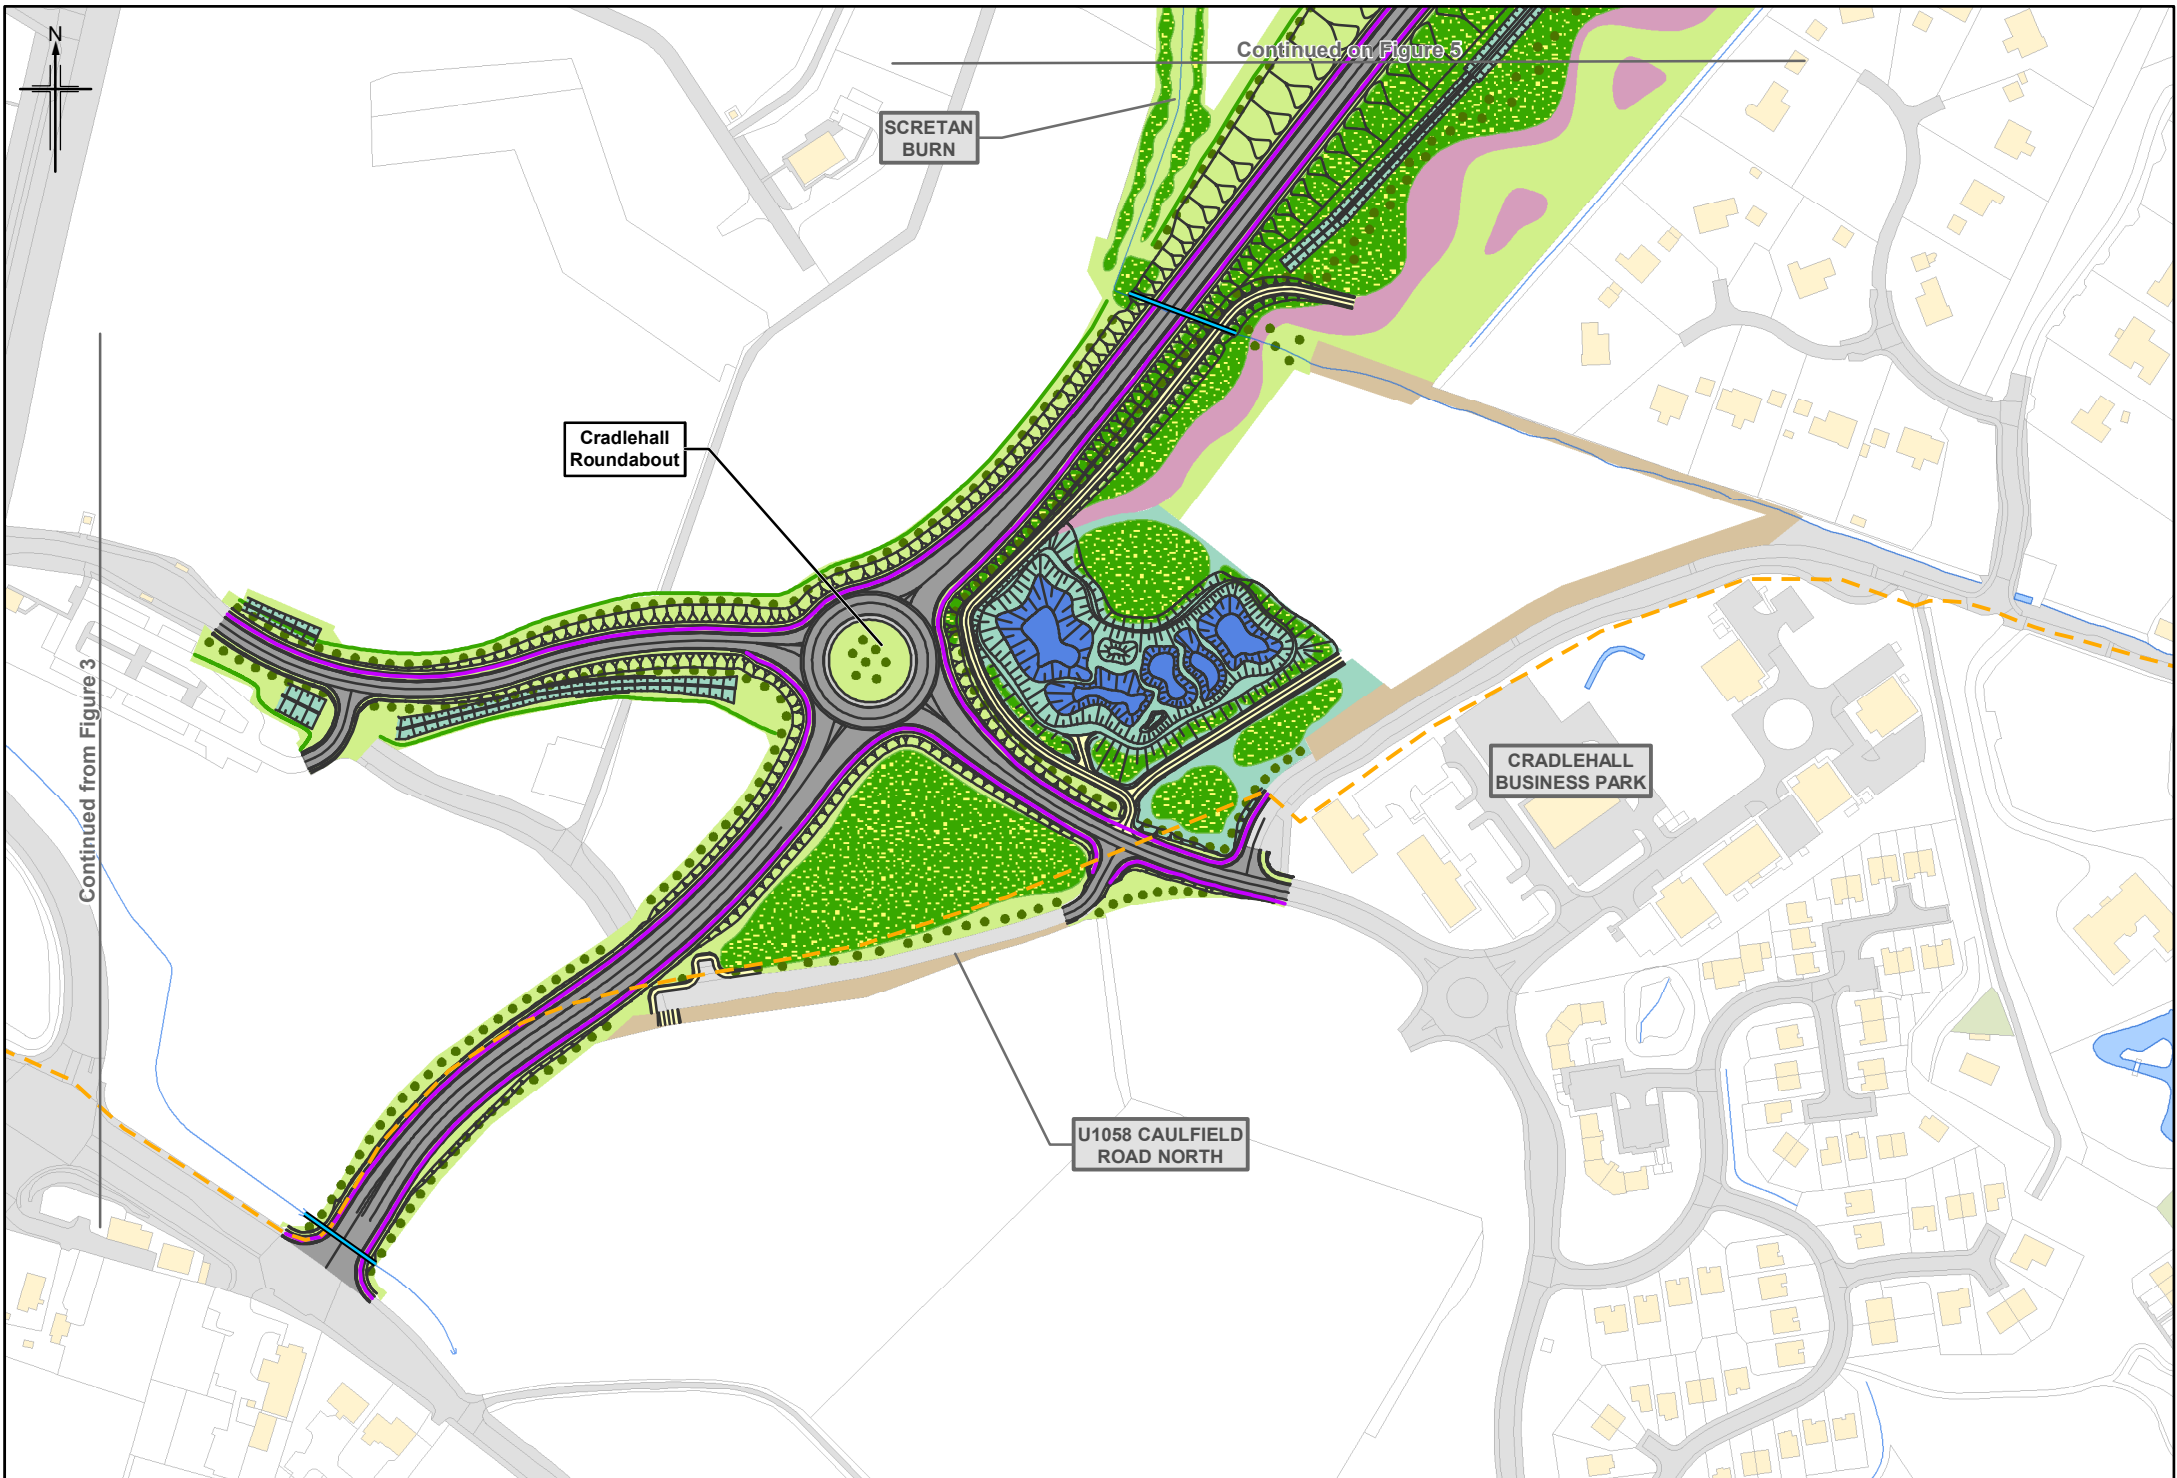 N
Continued on Figure 5
SCRETAN
BURN
Cradlehall
Roundabout
Continued from Figure 3
CRADLEHALL
BUSINESS PARK
U1058 CAULFIELD
ROAD NORTH